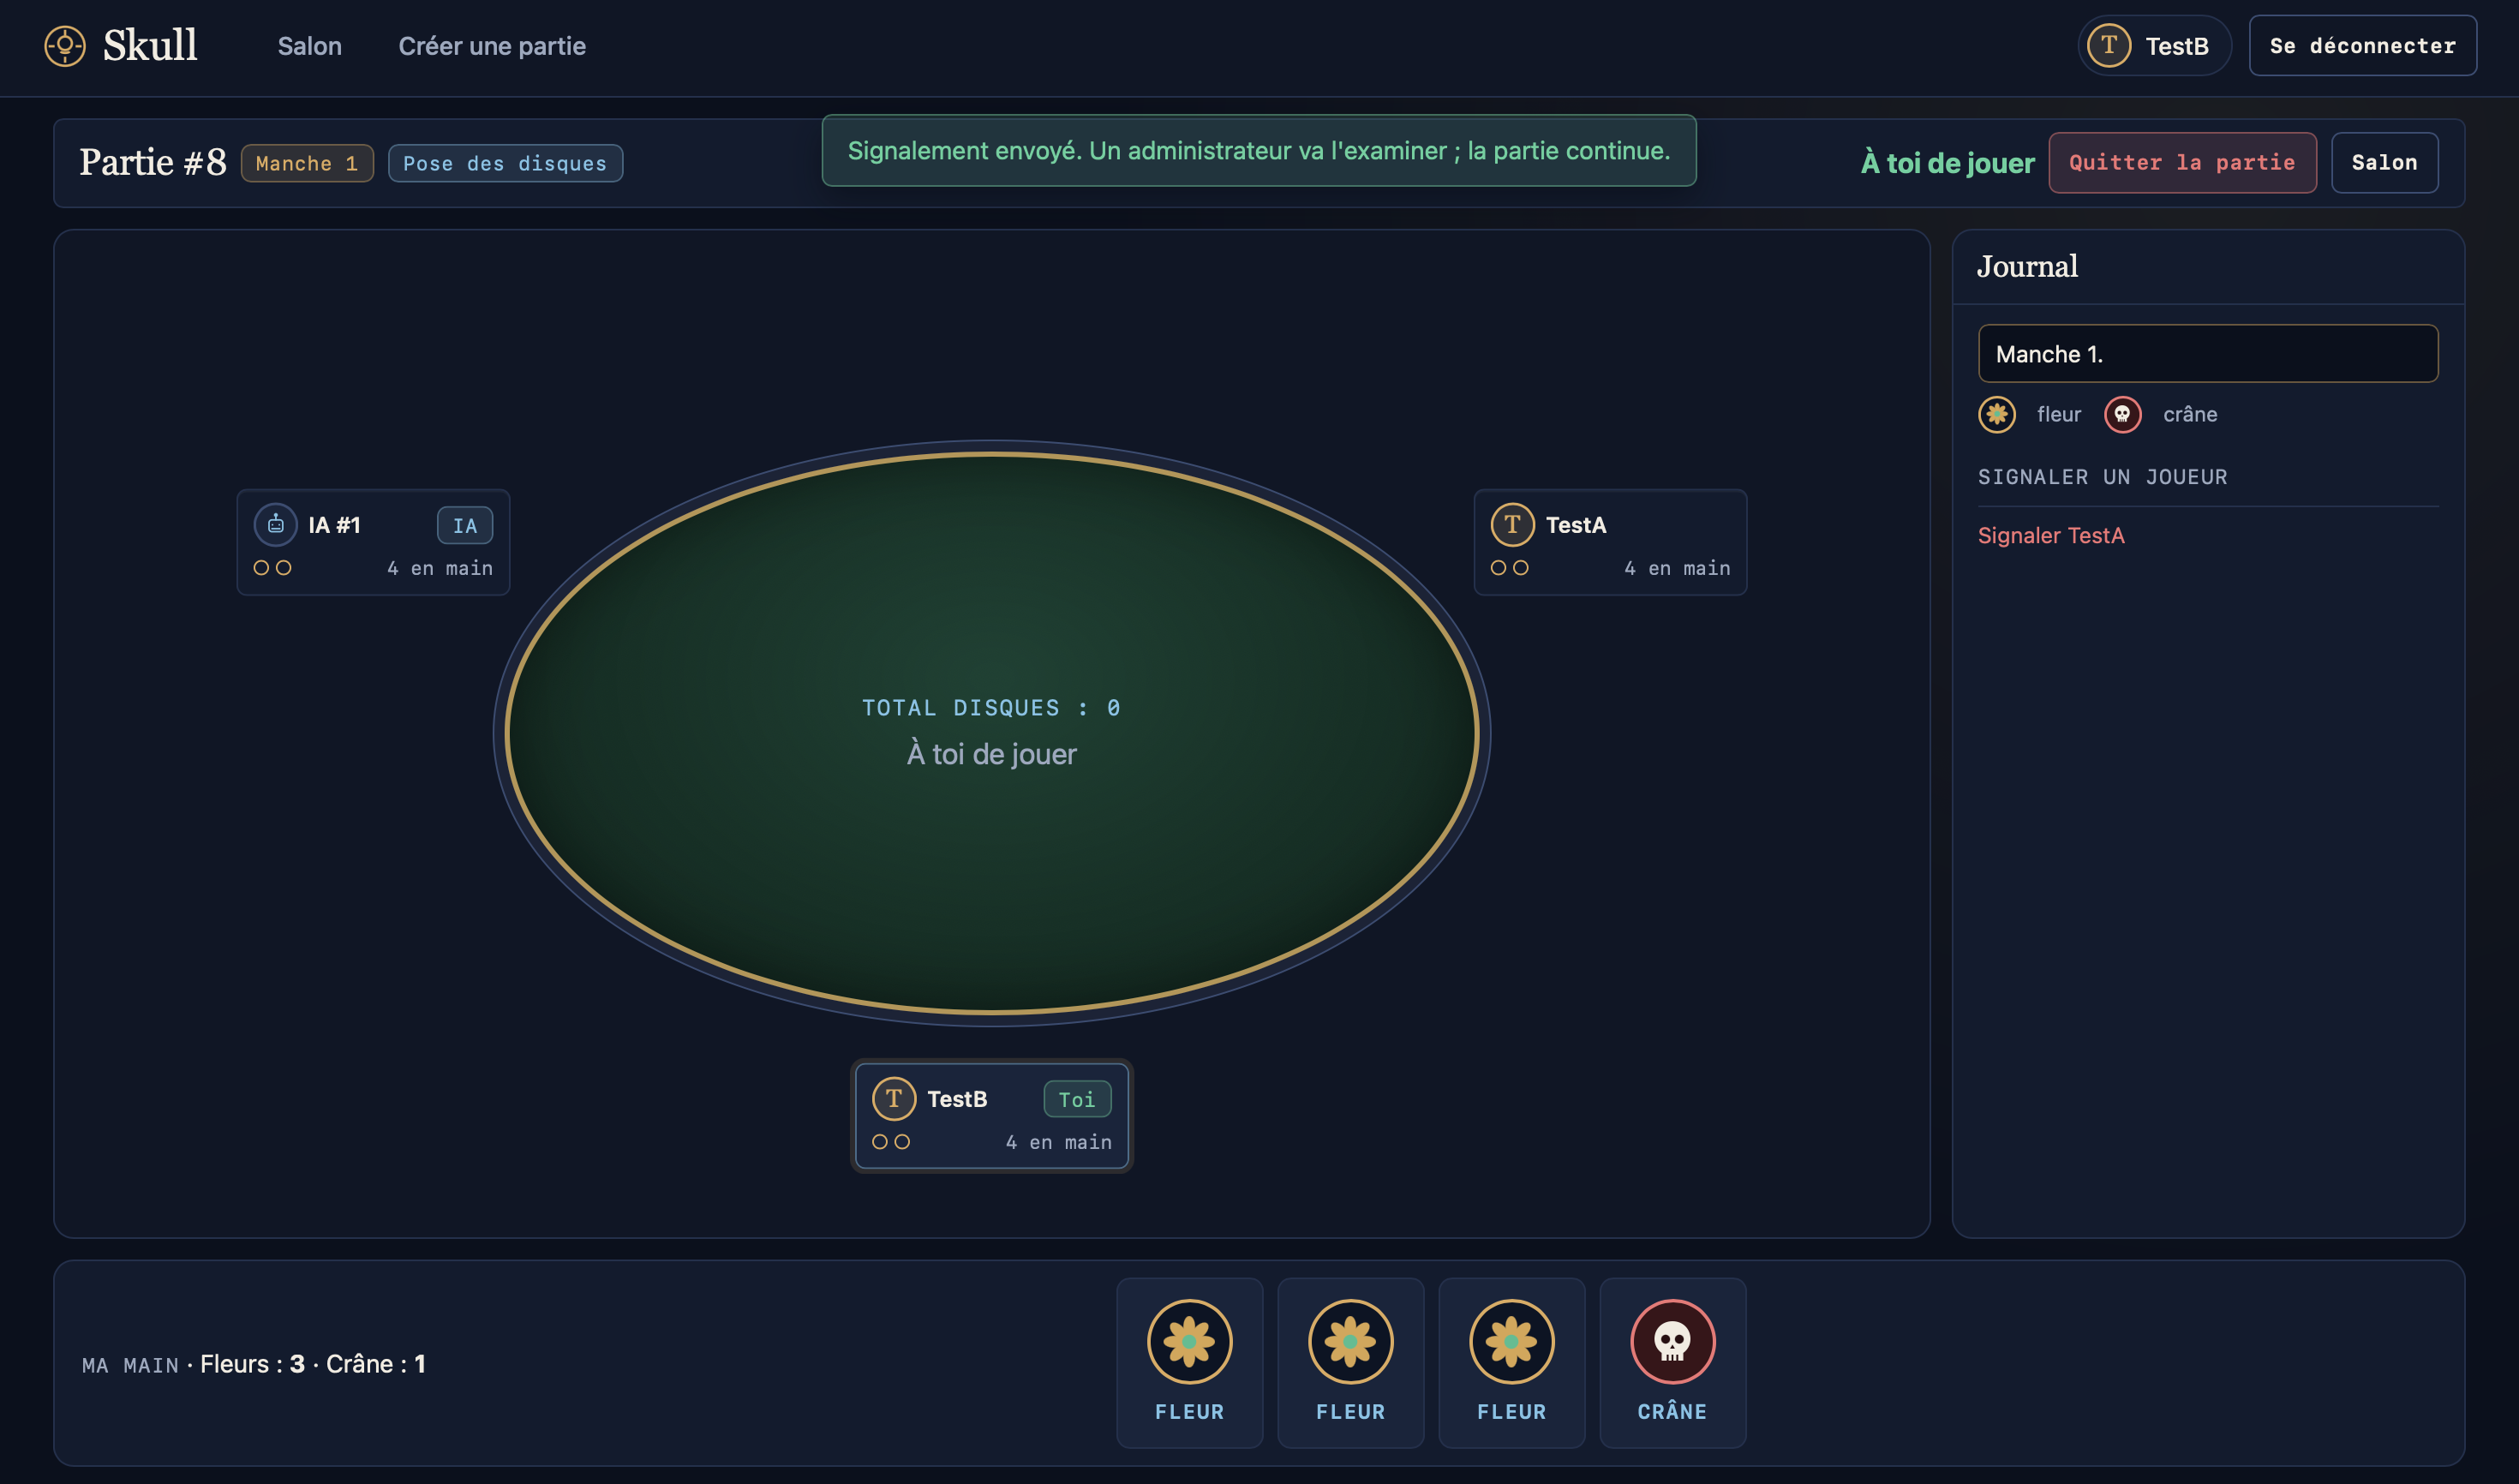 Skull Salon Créer une partie T TestB Se déconnecter
Partie #8 Manche 1 Pose des disques Signalement envoyé. Un administrateur va l'examiner ; la partie continue. À toi de jouer Quitter la partie Salon
Journal
Manche 1.
fleur crâne
SIGNALER UN JOUEUR
Signaler TestA
IA #1 IA
4 en main
T TestA
4 en main
TOTAL DISQUES : 0
À toi de jouer
T TestB Toi
4 en main
MA MAIN · Fleurs : 3 · Crâne : 1
FLEUR FLEUR FLEUR CRÂNE